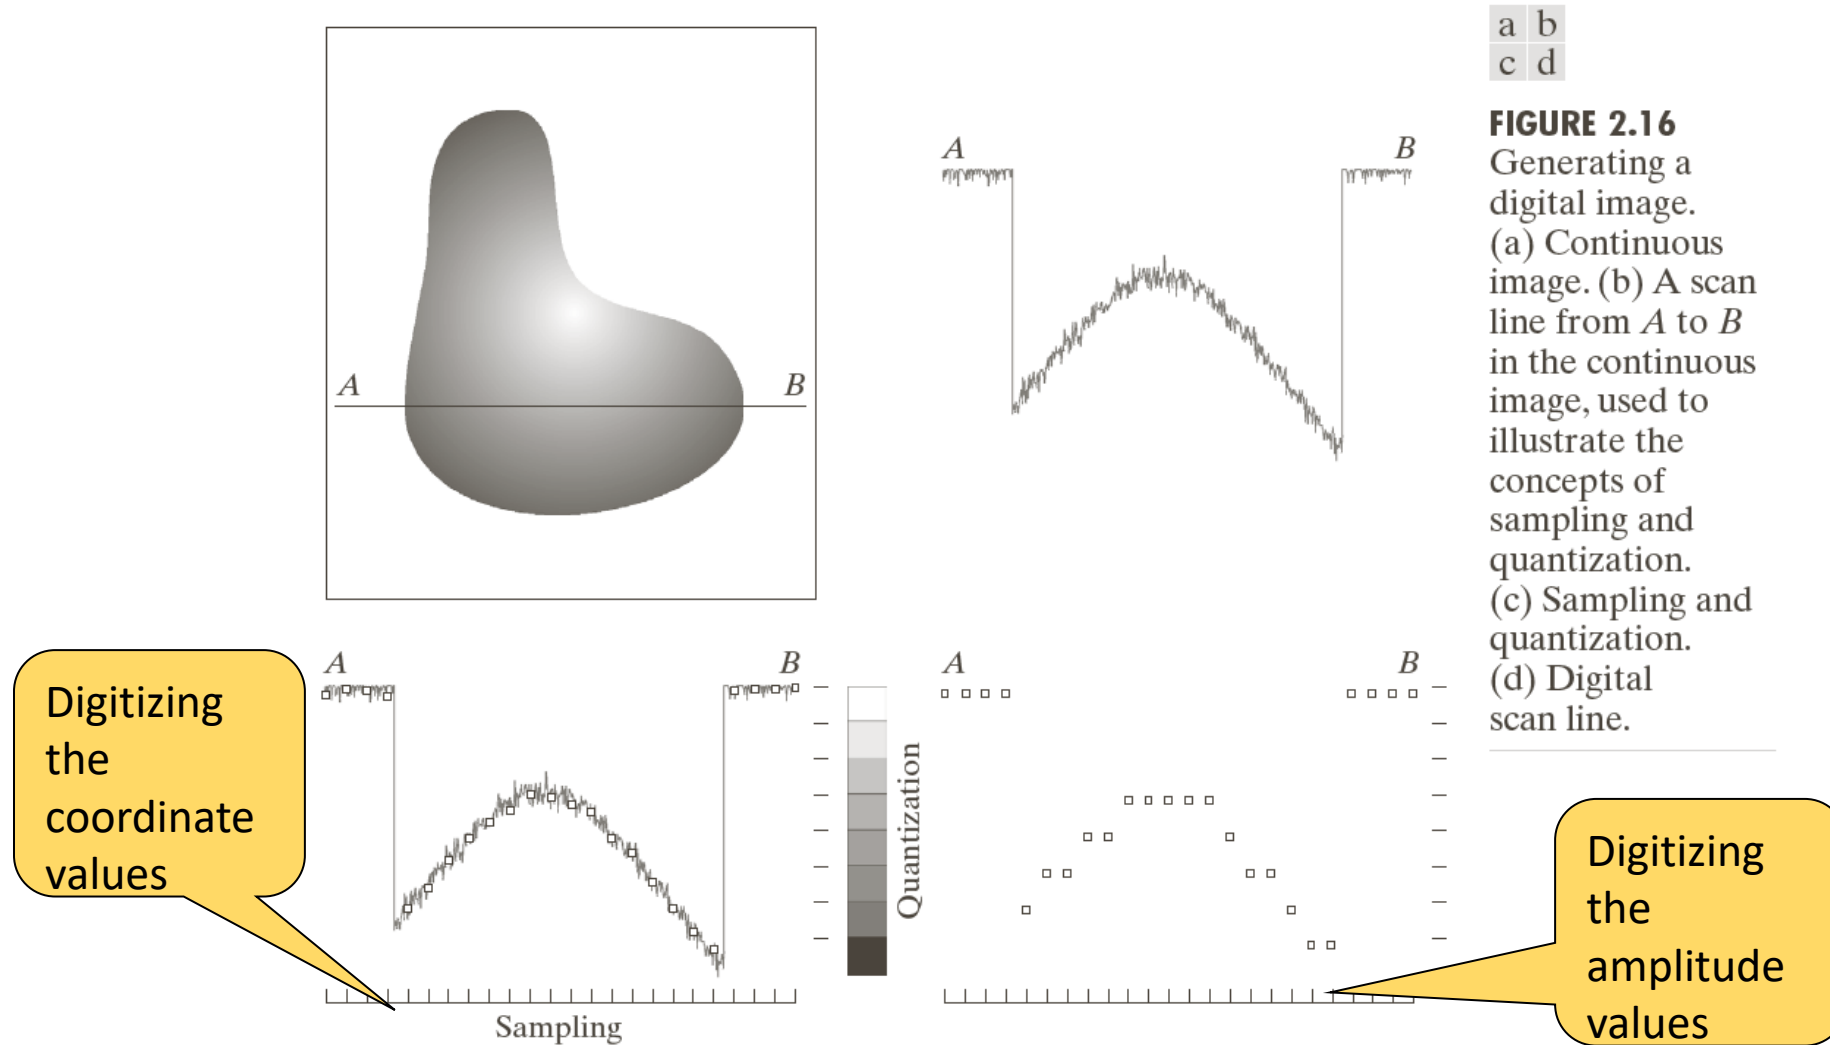 a b
c d
FIGURE 2.16
Generating a
digital image.
(a) Continuous
image. (b) A scan
line from A to B
in the continuous
image, used to
illustrate the
concepts of
sampling and
quantization.
(c) Sampling and
quantization.
(d) Digital
scan line.
A B
A B
A B
Quantization
Sampling
A B
Digitizing
the
coordinate
values
Digitizing
the
amplitude
values